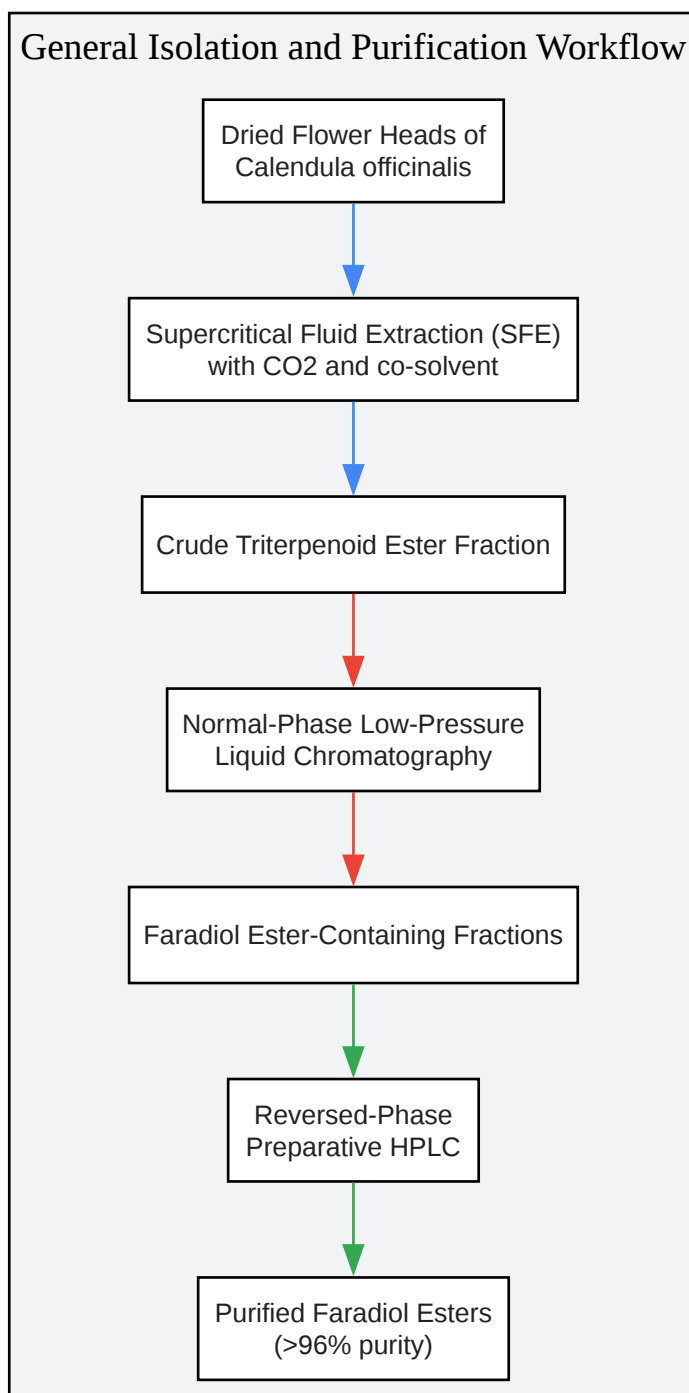 General Isolation and Purification Workflow
Dried Flower Heads of
Calendula officinalis
Supercritical Fluid Extraction (SFE)
with CO2 and co-solvent
Crude Triterpenoid Ester Fraction
Normal-Phase Low-Pressure
Liquid Chromatography
Faradiol Ester-Containing Fractions
Reversed-Phase
Preparative HPLC
Purified Faradiol Esters
(>96% purity)